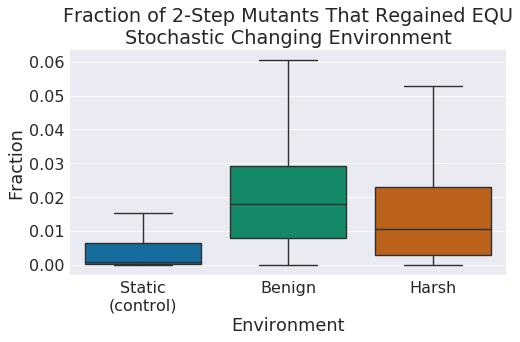 Fraction of 2-Step Mutants That Regained EQU
Stochastic Changing Environment
0.06
0.05
0.04
0.03
0.02
0.01
0.00
Fraction
Static
(control)
Benign
Harsh
Environment